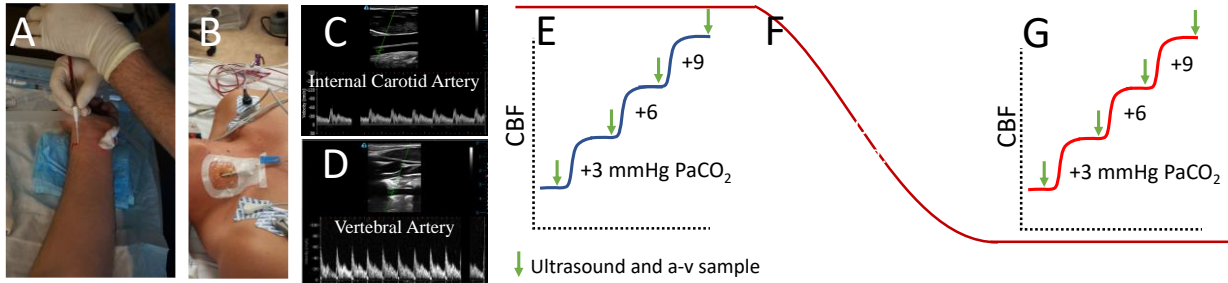 A
B
C
Internal Carotid Artery
D
Vertebral Artery
E
CBF
+3 mmHg PaCO₂
+6
+9
Ultrasound and a-v sample
F
G
CBF
+3 mmHg PaCO₂
+6
+9